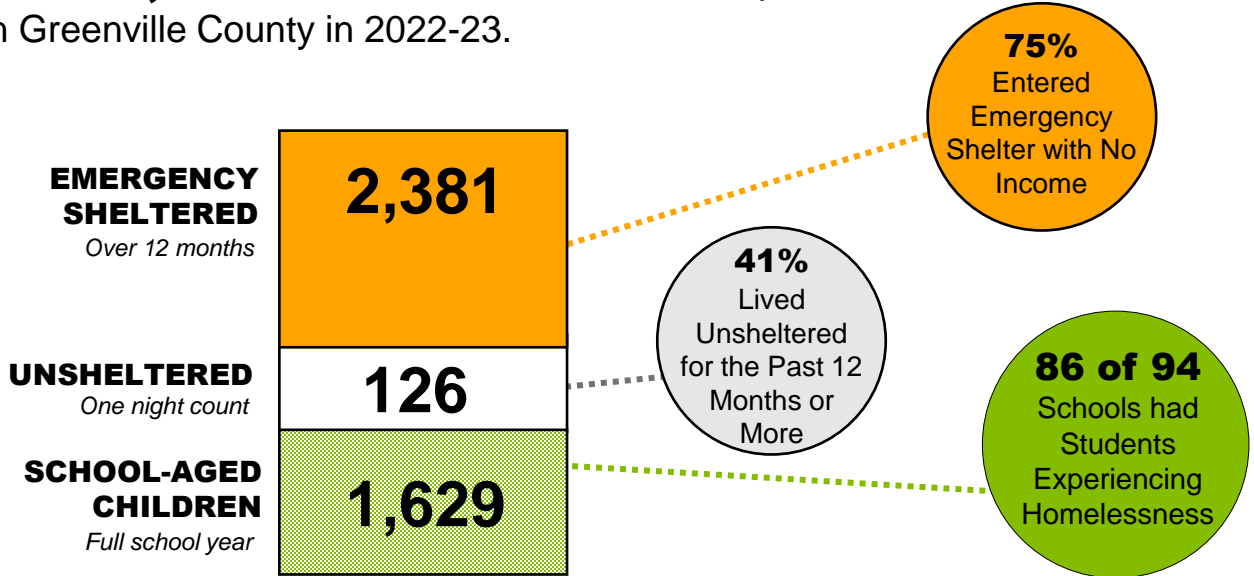 n Greenville County in 2022-23.
EMERGENCY
SHELTERED
Over 12 months
2,381
75%
Entered
Emergency
Shelter with No
Income
UNSHELTERED
One night count
126
41%
Lived
Unsheltered
for the Past 12
Months or
More
SCHOOL-AGED
CHILDREN
Full school year
1,629
86 of 94
Schools had
Students
Experiencing
Homelessness